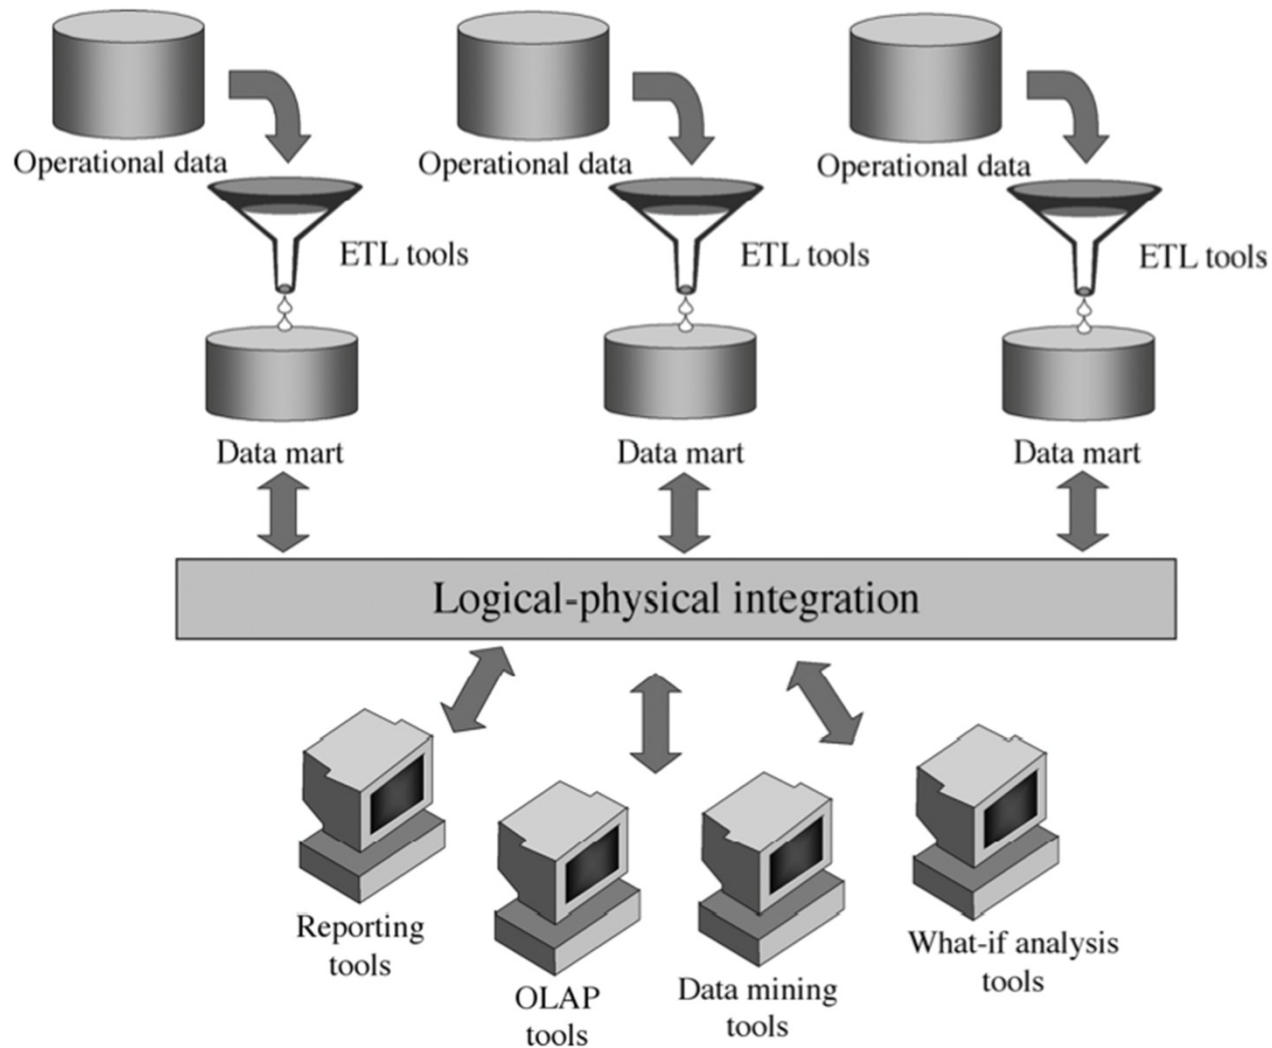 Operational data
Operational data
Operational data
ETL tools
ETL tools
ETL tools
Data mart
Data mart
Data mart
Logical-physical integration
Reporting
tools
OLAP
tools
Data mining
tools
What-if analysis
tools